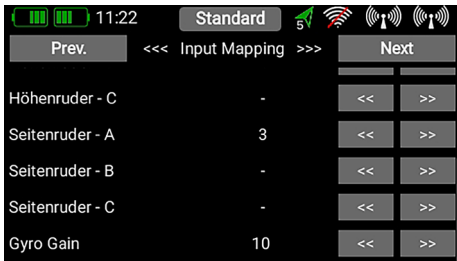 11:22 Standard 5
Prev. <<< Input Mapping >>> Next
Höhenruder - C - << >>
Seitenruder - A 3 << >>
Seitenruder - B - << >>
Seitenruder - C - << >>
Gyro Gain 10 << >>